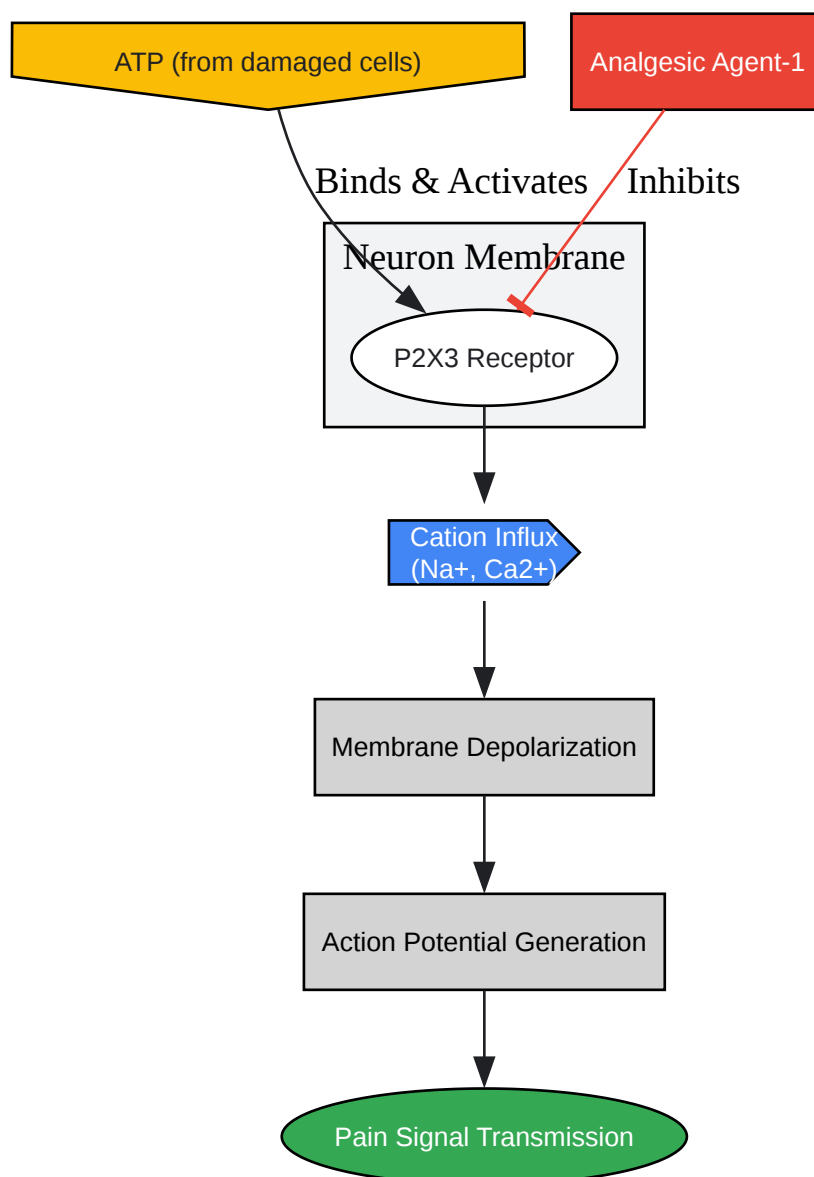 ATP (from damaged cells)
Analgesic Agent-1
Binds & Activates
Inhibits
Neuron Membrane
P2X3 Receptor
Cation Influx
(Na+, Ca2+)
Membrane Depolarization
Action Potential Generation
Pain Signal Transmission